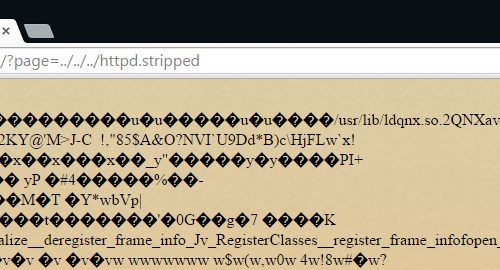 /?page=../../../httpd.stripped
���������u�u�����u�u����/usr/lib/ldqnx.so.2QNXav
2KY@'M>J-C !,"85$A&O?NVI`U9Dd*B)c\HjFLw`x!
�x��x���x��_y"�����y�y����PI+
�� yP �#4�����%��-
��M�T �Y*wbVp|
���t�������'�0G��g�7 ����K
alize__deregister_frame_info_Jv_RegisterClasses__register_frame_infofopen_
v�v �v �v�vw wwwwww w$w(w,w0w 4w!8w#�w?